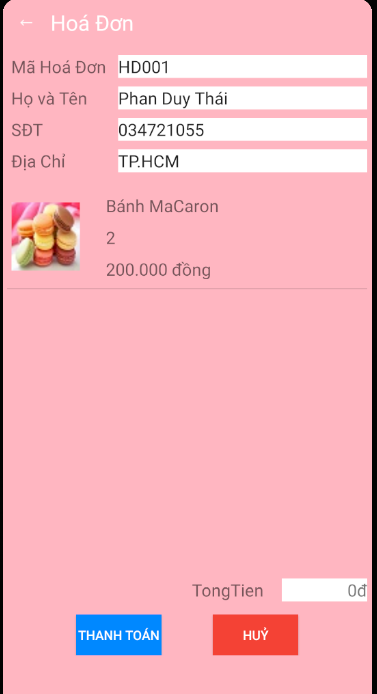 ← Hoá Đơn
Mã Hoá Đơn HD001
Họ và Tên Phan Duy Thái
SĐT 034721055
Địa Chỉ TP.HCM
Bánh MaCaron
2
200.000 đồng
TongTien 0đ
THANH TOÁN HUỶ